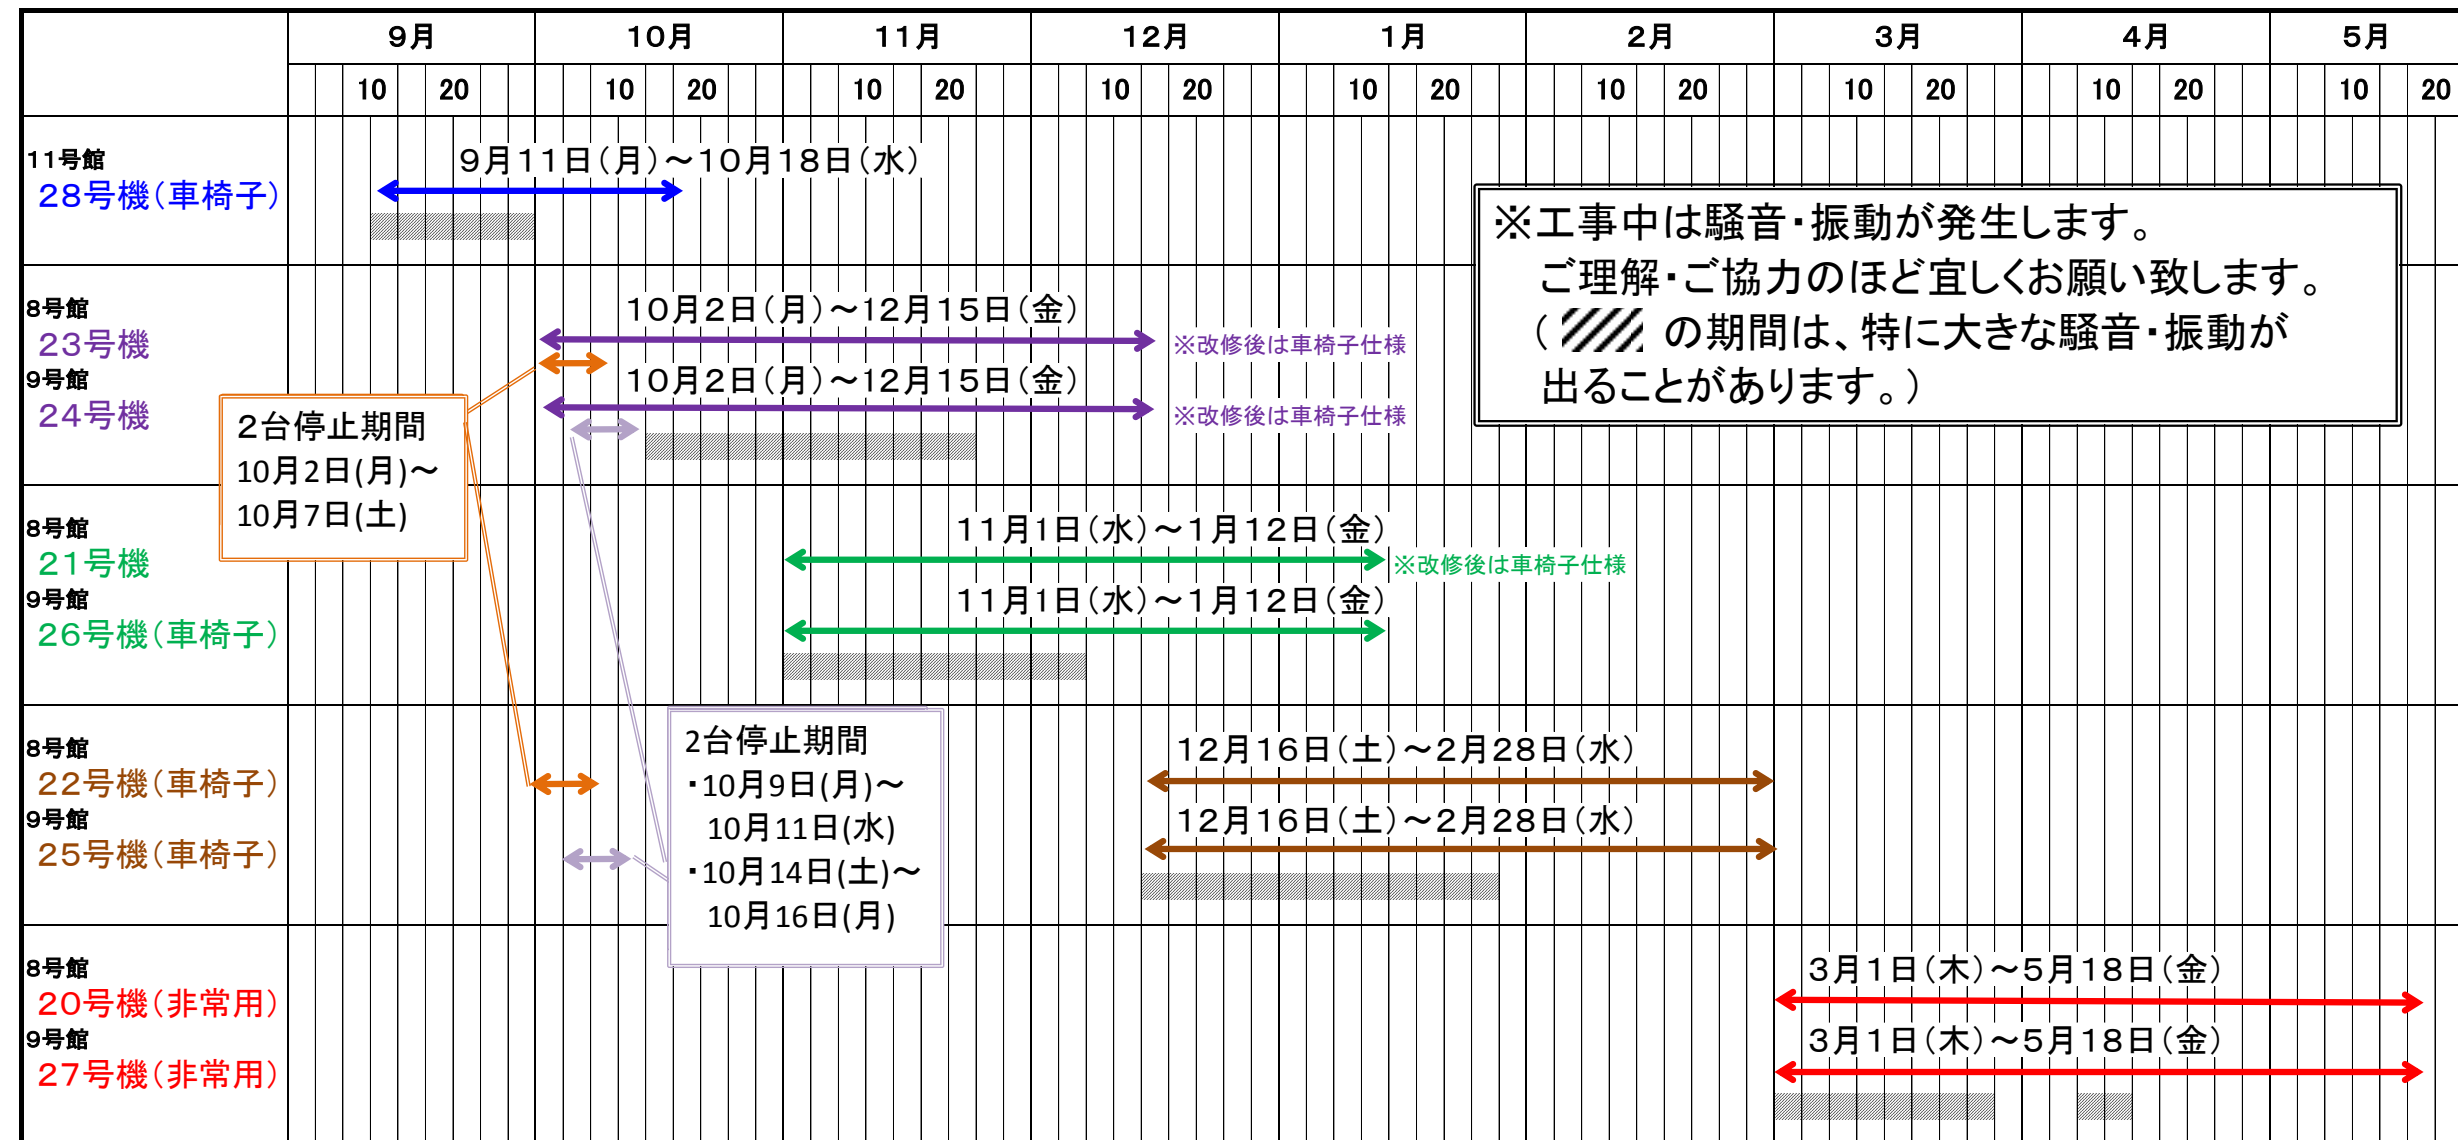 9月 10月 11月 12月 1月 2月 3月 4月 5月
10 20 10 20 10 20 10 20 10 20 10 20 10 20 10 20 10 20
11号館
28号機(車椅子)
9月11日(月)～10月18日(水)
※工事中は騒音・振動が発生します。
ご理解・ご協力のほど宜しくお願い致します。
( の期間は、特に大きな騒音・振動が
出ることがあります。)
8号館
23号機
10月2日(月)～12月15日(金)
※改修後は車椅子仕様
9号館
24号機
10月2日(月)～12月15日(金)
※改修後は車椅子仕様
2台停止期間
10月2日(月)～
10月7日(土)
8号館
21号機
11月1日(水)～1月12日(金)
※改修後は車椅子仕様
9号館
26号機(車椅子)
11月1日(水)～1月12日(金)
8号館
22号機(車椅子)
12月16日(土)～2月28日(水)
9号館
25号機(車椅子)
12月16日(土)～2月28日(水)
2台停止期間
・10月9日(月)～
10月11日(水)
・10月14日(土)～
10月16日(月)
8号館
20号機(非常用)
3月1日(木)～5月18日(金)
9号館
27号機(非常用)
3月1日(木)～5月18日(金)